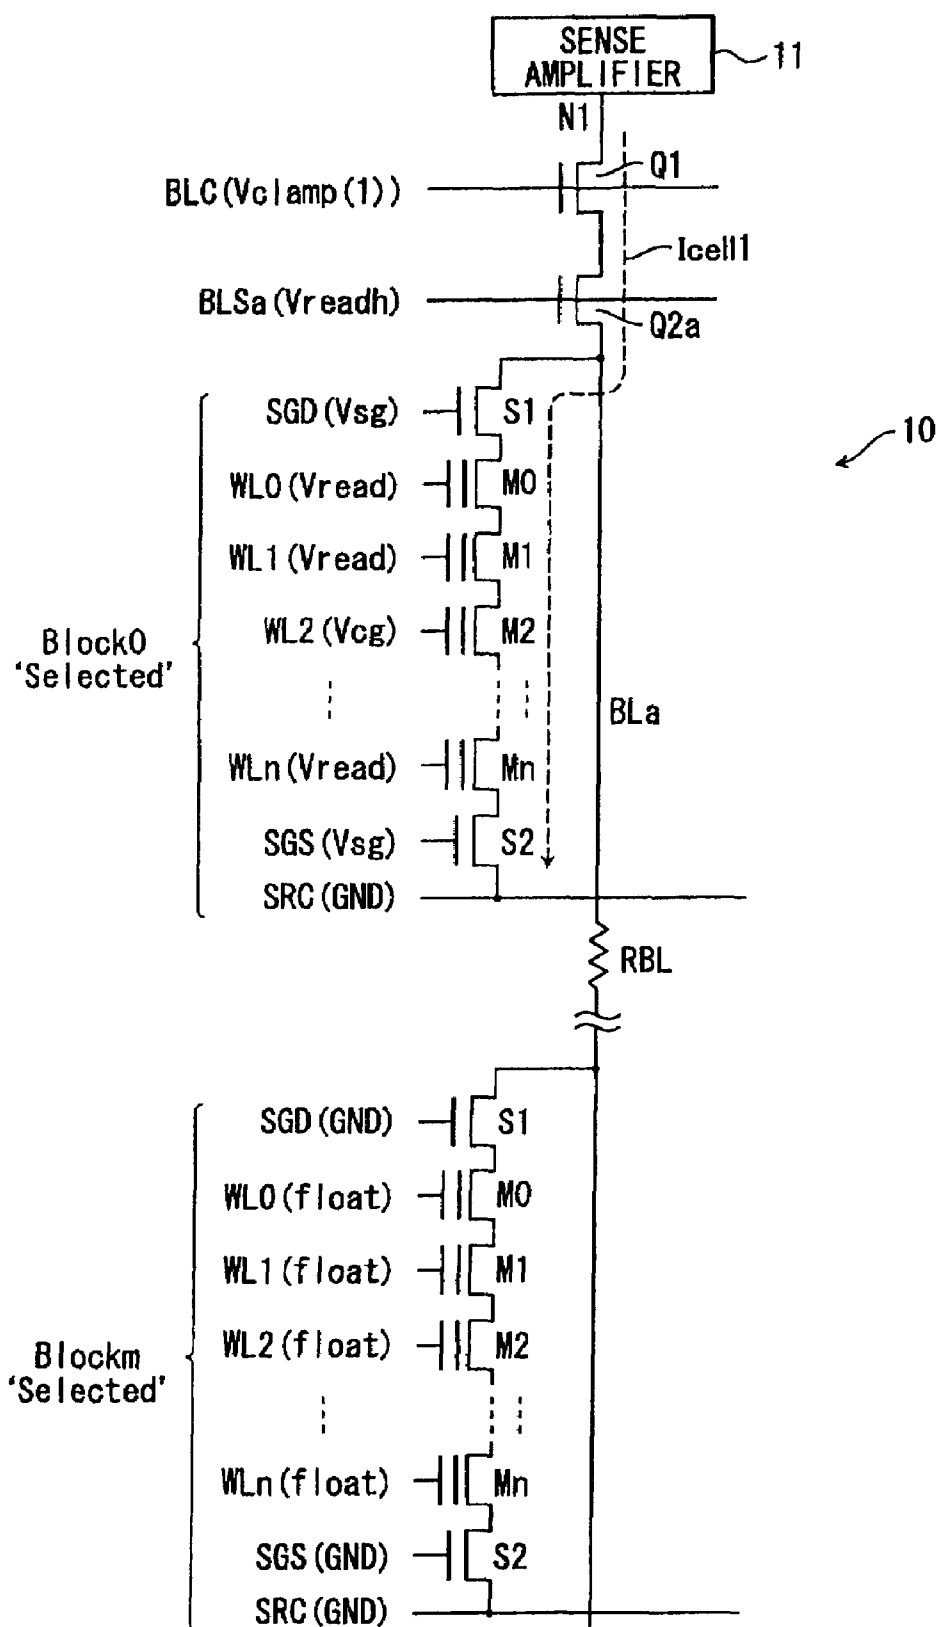 SENSE
AMPLIFIER
11
N1
Q1
BLC(Vclamp(1))
Icell1
BLSa(Vreadh)
Q2a
SGD(Vsg)
S1
10
WL0(Vread)
M0
WL1(Vread)
M1
WL2(Vcg)
M2
Block0
'Selected'
BLa
WLn(Vread)
Mn
SGS(Vsg)
S2
SRC(GND)
RBL
SGD(GND)
S1
WL0(float)
M0
WL1(float)
M1
WL2(float)
M2
Blockm
'Selected'
WLn(float)
Mn
SGS(GND)
S2
SRC(GND)